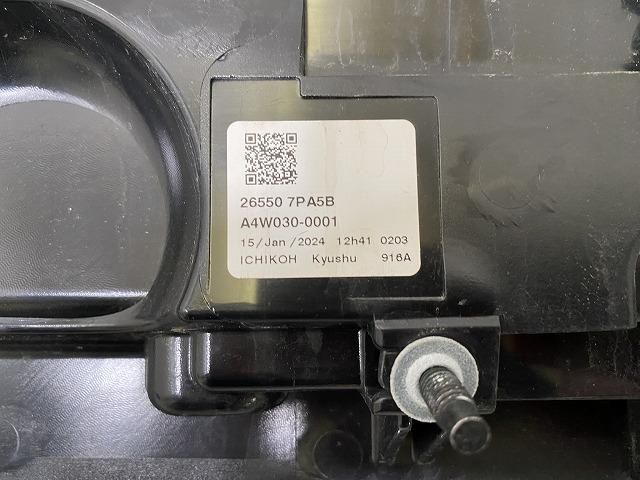 26550 7PA5B
A4W030-0001
15/Jan/2024 12h41 0203
ICHIKOH Kyushu 916A